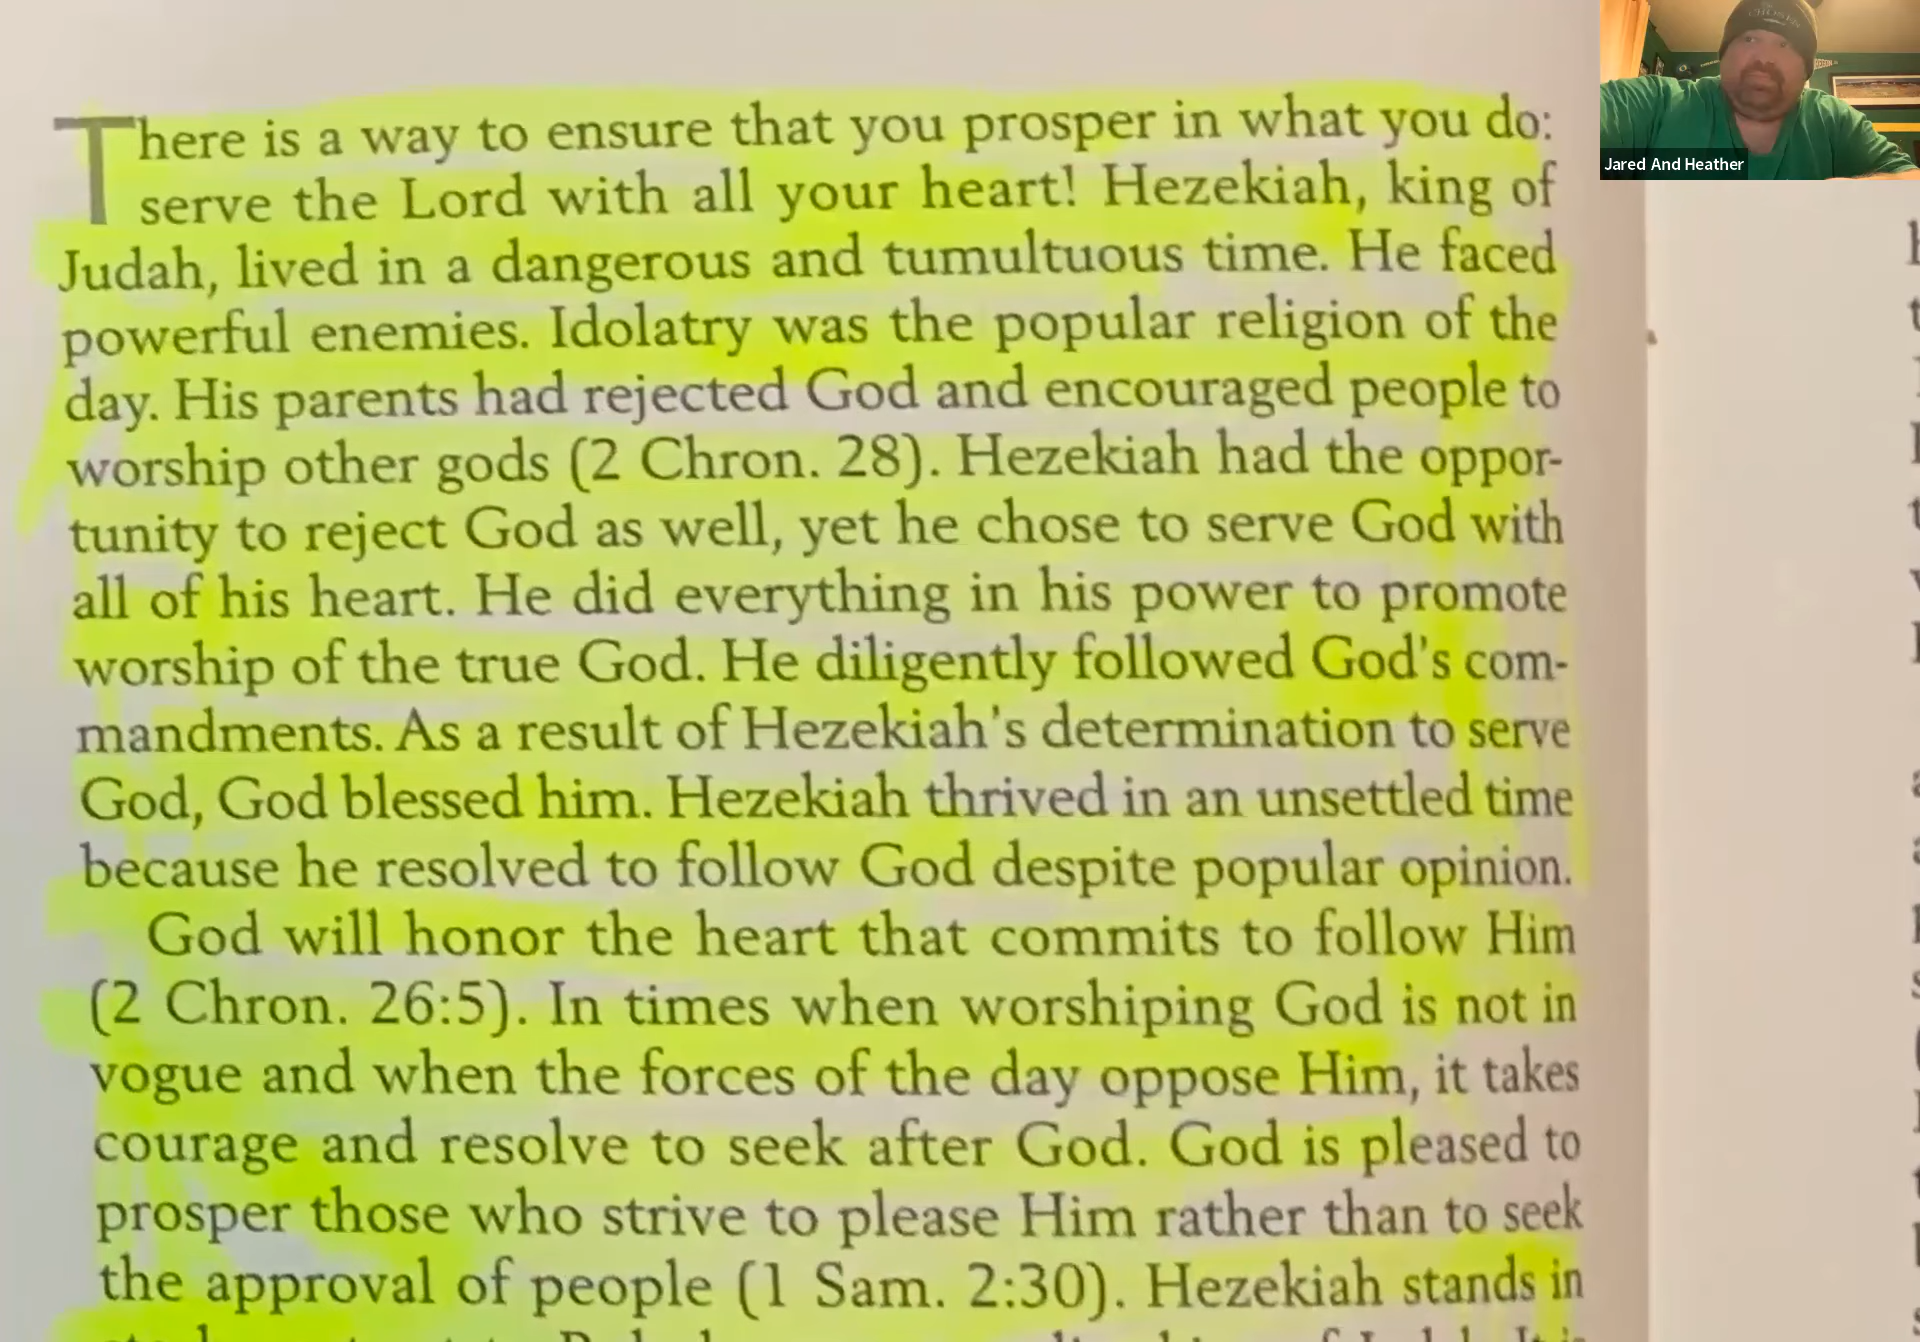 There is a way to ensure that you prosper in what you do:
serve the Lord with all your heart! Hezekiah, king of
Judah, lived in a dangerous and tumultuous time. He faced
powerful enemies. Idolatry was the popular religion of the
day. His parents had rejected God and encouraged people to
worship other gods (2 Chron. 28). Hezekiah had the oppor-
tunity to reject God as well, yet he chose to serve God with
all of his heart. He did everything in his power to promote
worship of the true God. He diligently followed God's com-
mandments. As a result of Hezekiah's determination to serve
God, God blessed him. Hezekiah thrived in an unsettled time
because he resolved to follow God despite popular opinion.
God will honor the heart that commits to follow Him
(2 Chron. 26:5). In times when worshiping God is not in
vogue and when the forces of the day oppose Him, it takes
courage and resolve to seek after God. God is pleased to
prosper those who strive to please Him rather than to seek
the approval of people (1 Sam. 2:30). Hezekiah stands in
Jared And Heather